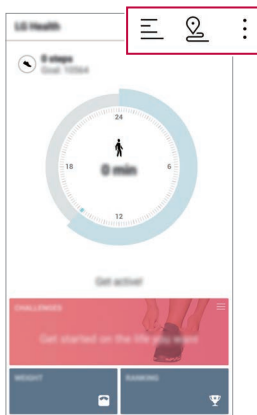 LG Health
0 steps
Goal: 10564
24
18
6
0 min
12
Get active!
CHALLENGES
Get started on the life you want
WEIGHT
RANKING